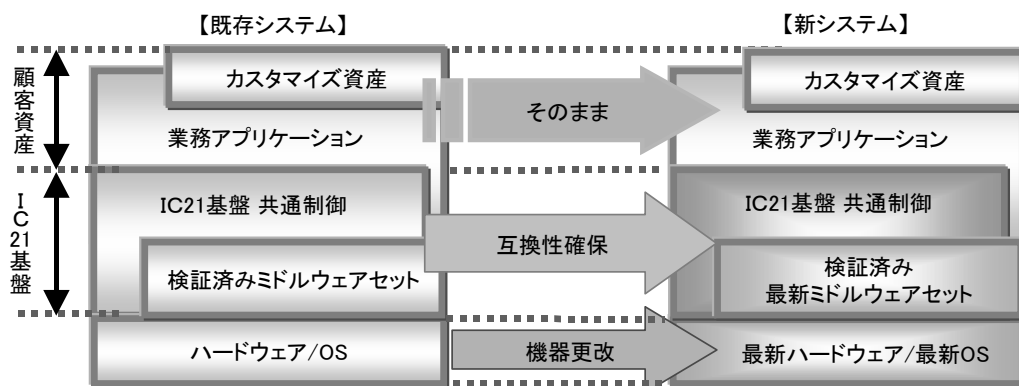 【既存システム】
【新システム】
顧客資産
カスタマイズ資産
そのまま
カスタマイズ資産
業務アプリケーション
業務アプリケーション
IC21基盤
IC21基盤 共通制御
IC21基盤 共通制御
互換性確保
検証済みミドルウェアセット
検証済み
最新ミドルウェアセット
ハードウェア/OS
機器更改
最新ハードウェア/最新OS